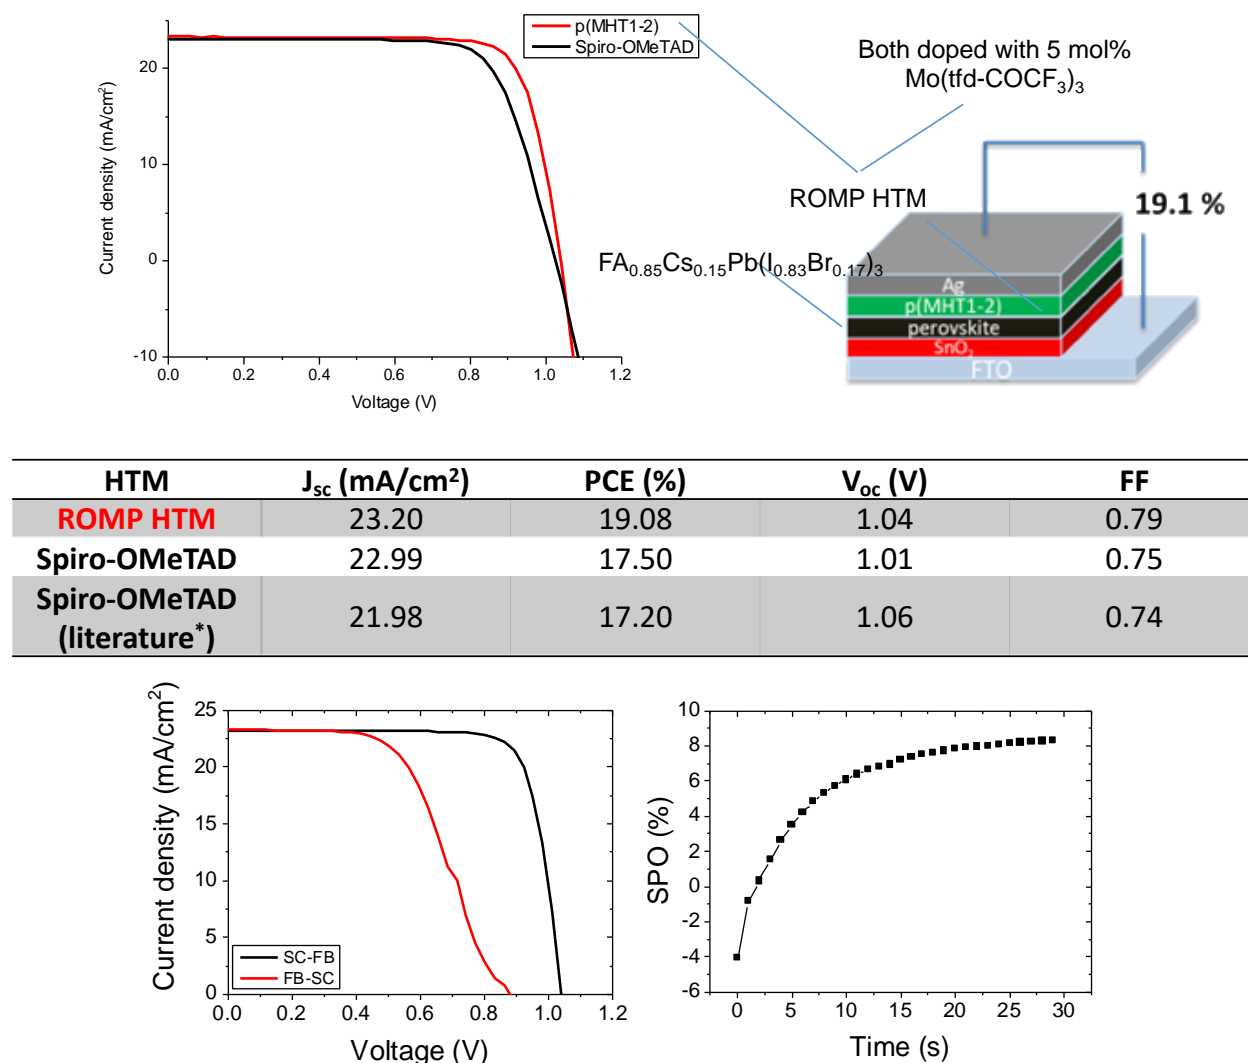 p(MHT1-2)
Spiro-OMeTAD
Current density (mA/cm²)
20
10
0
-10
0.0 0.2 0.4 0.6 0.8 1.0 1.2
Voltage (V)
Both doped with 5 mol%
Mo(tfd-COCF₃)₃
ROMP HTM
19.1 %
FA₀.₈₅Cs₀.₁₅Pb(I₀.₈₃Br₀.₁₇)₃
Ag
p(MHT1-2)
perovskite
SnO₂
FTO
HTM Jsc (mA/cm²) PCE (%) Voc (V) FF
ROMP HTM 23.20 19.08 1.04 0.79
Spiro-OMeTAD 22.99 17.50 1.01 0.75
Spiro-OMeTAD
(literature*) 21.98 17.20 1.06 0.74
Current density (mA/cm²)
25
20
15
10
5
0
SC-FB
FB-SC
0.0 0.2 0.4 0.6 0.8 1.0 1.2
Voltage (V)
SPO (%)
10
8
6
4
2
0
-2
-4
-6
0 5 10 15 20 25 30
Time (s)